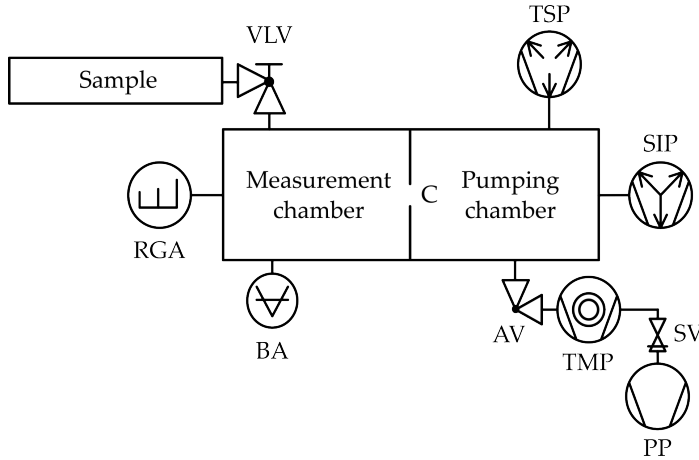 TSP
VLV
Sample
SIP
Measurement
chamber
C
Pumping
chamber
RGA
BA
AV
TMP
SV
PP